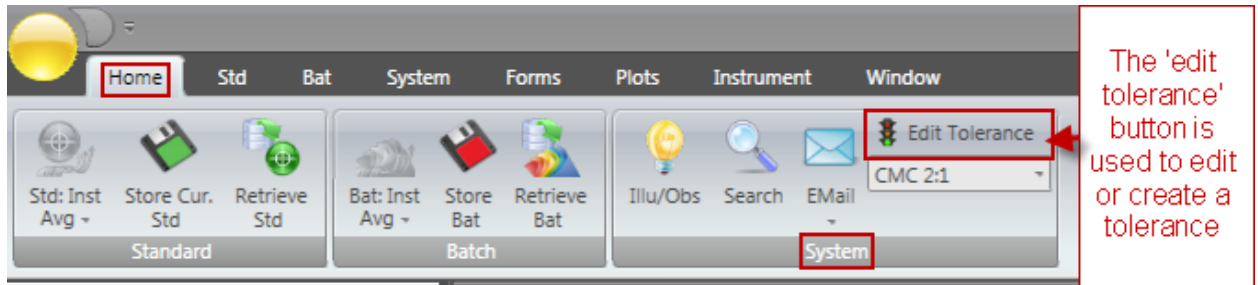 Home Std Bat System Forms Plots Instrument Window
Std: Inst Avg
Store Cur. Std
Retrieve Std
Standard
Bat: Inst Avg
Store Bat
Retrieve Bat
Batch
Illu/Obs
Search
EMail
Edit Tolerance
CMC 2:1
System
The 'edit
tolerance'
button is
used to edit
or create a
tolerance